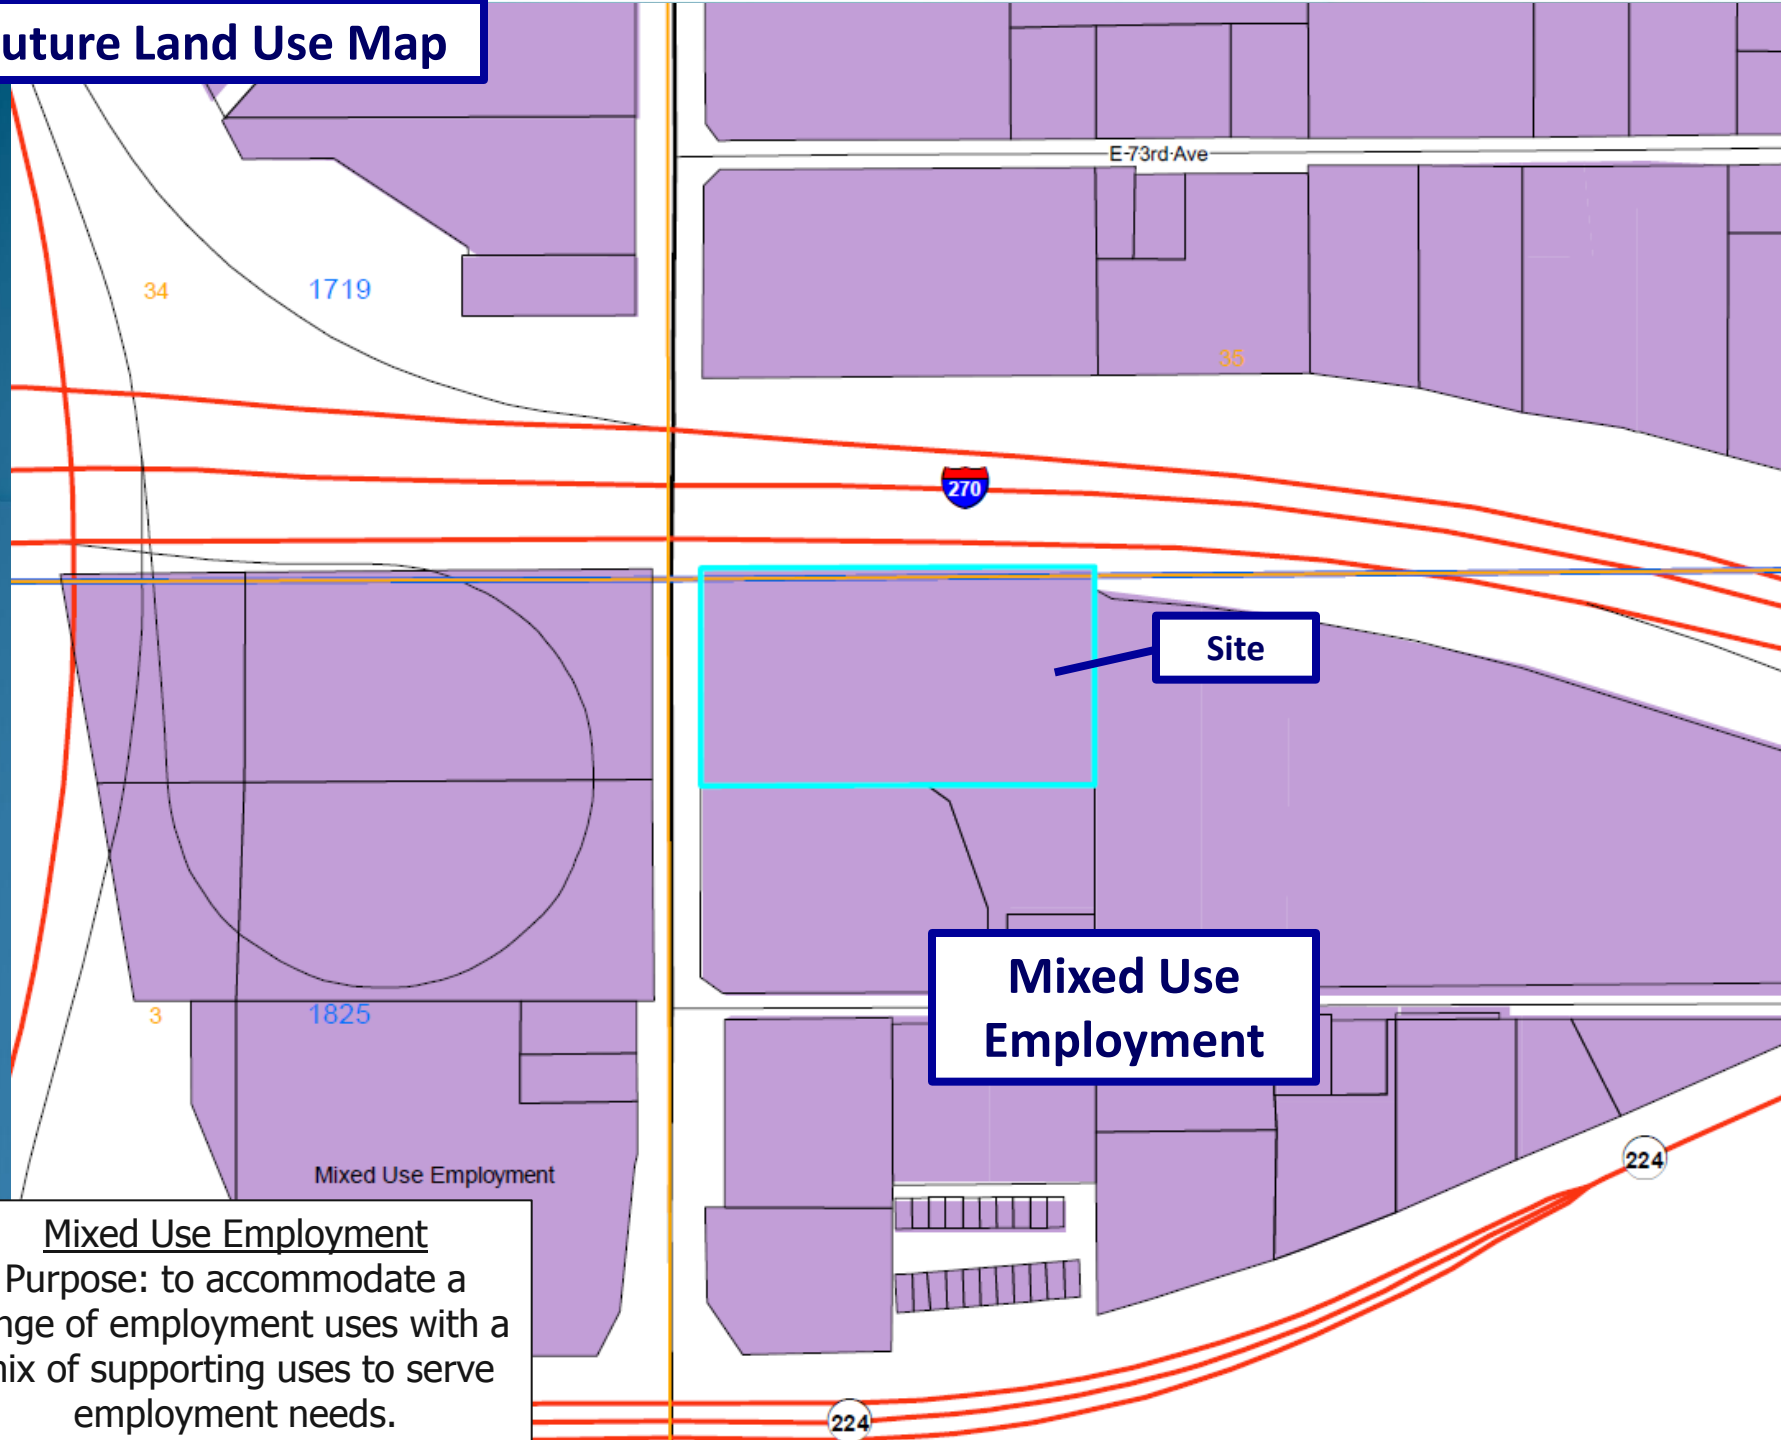 uture Land Use Map
E 73rd Ave
34
1719
35
270
Site
Mixed Use
Employment
3
1825
224
Mixed Use Employment
Mixed Use Employment
Purpose: to accommodate a
nge of employment uses with a
mix of supporting uses to serve
employment needs.
224